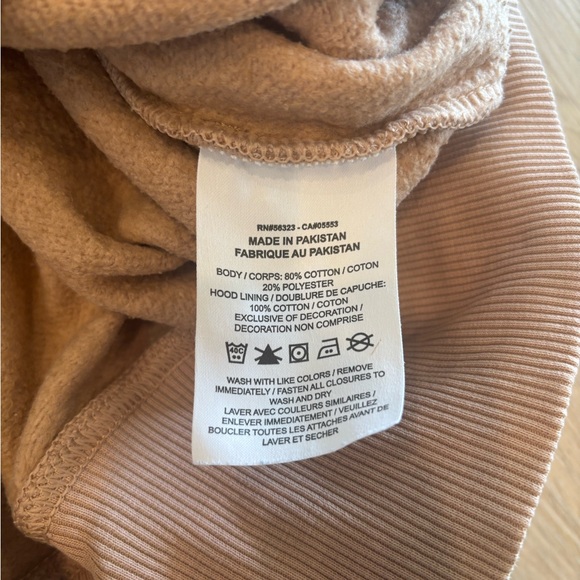 RN#56323 - CA#05553
MADE IN PAKISTAN
FABRIQUE AU PAKISTAN
BODY / CORPS: 80% COTTON / COTON
20% POLYESTER
HOOD LINING / DOUBLURE DE CAPUCHE:
100% COTTON / COTON
EXCLUSIVE OF DECORATION /
DECORATION NON COMPRISE
40C
WASH WITH LIKE COLORS / REMOVE
IMMEDIATELY / FASTEN ALL CLOSURES TO
WASH AND DRY
LAVER AVEC COULEURS SIMILAIRES /
ENLEVER IMMEDIATEMENT / VEUILLEZ
BOUCLER TOUTES LES ATTACHES AVANT DE
LAVER ET SECHER